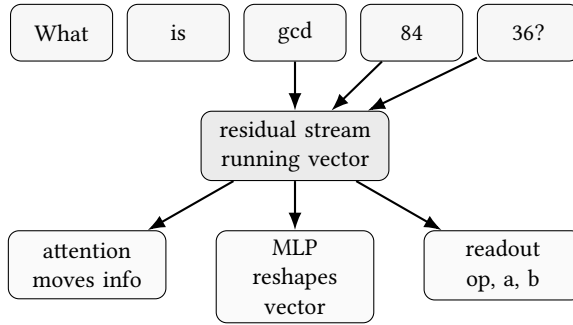 What
is
gcd
84
36?
residual stream
running vector
attention
moves info
MLP
reshapes
vector
readout
op, a, b